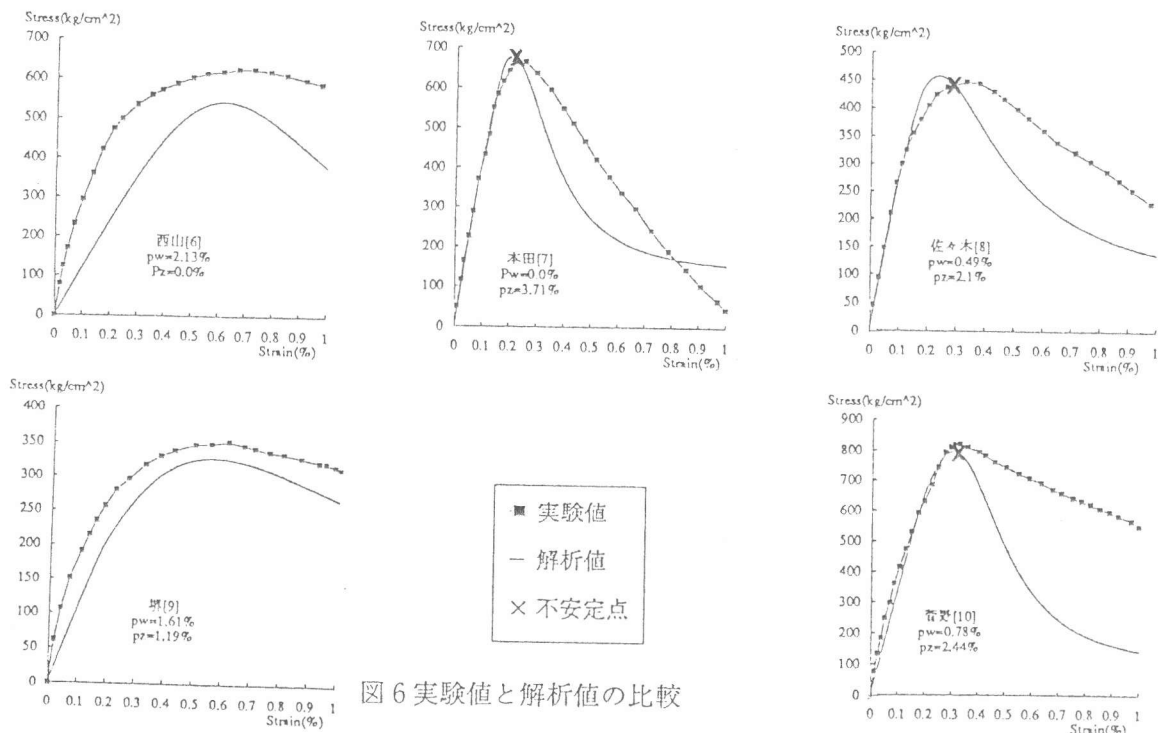 Stress(kg/cm^2)
700
600
500
400
300
200
100
0
西山[6]
pw=2.13%
Pz=0.0%
0 0.1 0.2 0.3 0.4 0.5 0.6 0.7 0.8 0.9 1
Strain(%)
Stress(kg/cm^2)
700
600
500
400
300
200
100
0
本田[7]
Pw=0.0%
pz=3.71%
0 0.1 0.2 0.3 0.4 0.5 0.6 0.7 0.8 0.9 1
Strain(%)
Stress(kg/cm^2)
500
450
400
350
300
250
200
150
100
50
0
佐々木[8]
pw=0.49%
pz=2.1%
0 0.1 0.2 0.3 0.4 0.5 0.6 0.7 0.8 0.9 1
Strain(%)
Stress(kg/cm^2)
400
350
300
250
200
150
100
50
0
堺[9]
pw=1.61%
pz=1.19%
0 0.1 0.2 0.3 0.4 0.5 0.6 0.7 0.8 0.9 1
Strain(%)
実験値
解析値
不安定点
Stress(kg/cm^2)
900
800
700
600
500
400
300
200
100
0
菅野[10]
pw=0.78%
pz=2.44%
0 0.1 0.2 0.3 0.4 0.5 0.6 0.7 0.8 0.9 1
Strain(%)
図6 実験値と解析値の比較